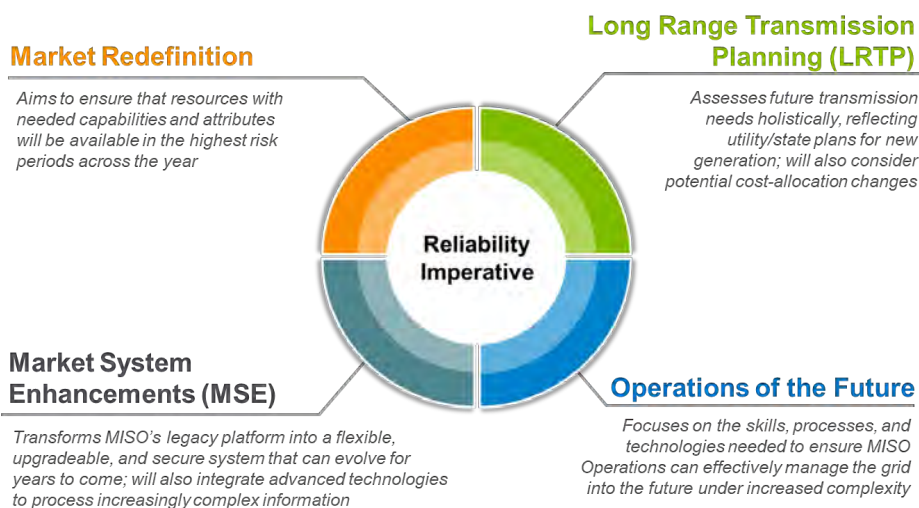 Market Redefinition
Aims to ensure that resources with
needed capabilities and attributes
will be available in the highest risk
periods across the year
Long Range Transmission
Planning (LRTP)
Assesses future transmission
needs holistically, reflecting
utility/state plans for new
generation; will also consider
potential cost-allocation changes
Reliability
Imperative
Market System
Enhancements (MSE)
Transforms MISO's legacy platform into a flexible,
upgradeable, and secure system that can evolve for
years to come; will also integrate advanced technologies
to process increasingly complex information
Operations of the Future
Focuses on the skills, processes, and
technologies needed to ensure MISO
Operations can effectively manage the grid
into the future under increased complexity